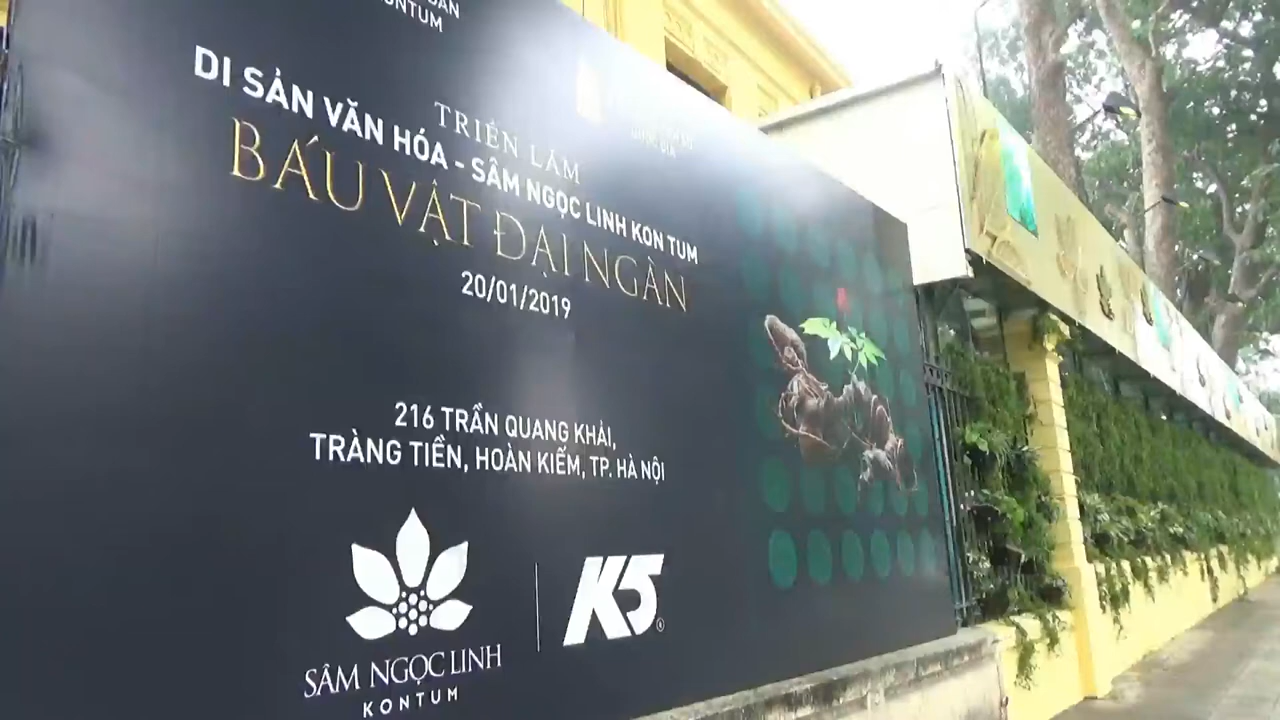 KONTUM
TRIỂN LÃM
DI SẢN VĂN HÓA - SÂM NGỌC LINH KON TUM
BÁU VẬT ĐẠI NGÀN
20/01/2019
216 TRẦN QUANG KHẢI,
TRÀNG TIỀN, HOÀN KIẾM, TP. HÀ NỘI
SÂM NGỌC LINH
KONTUM
K5